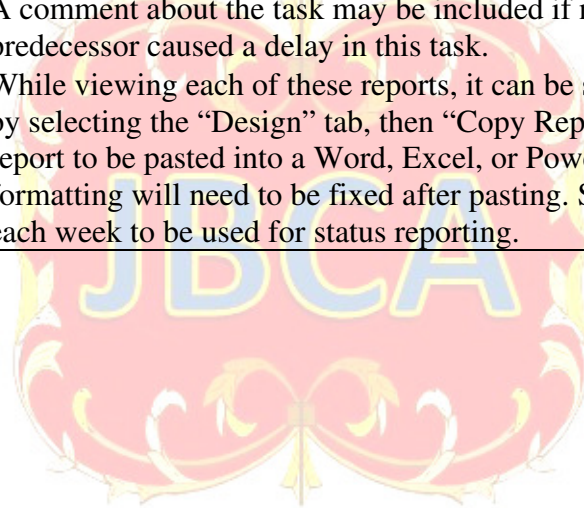 A comment about the task may be included if
predecessor caused a delay in this task.
While viewing each of these reports, it can be
by selecting the “Design” tab, then “Copy
report to be pasted into a Word, Excel, or
formatting will need to be fixed after pasting.
each week to be used for status reporting.
JBCA